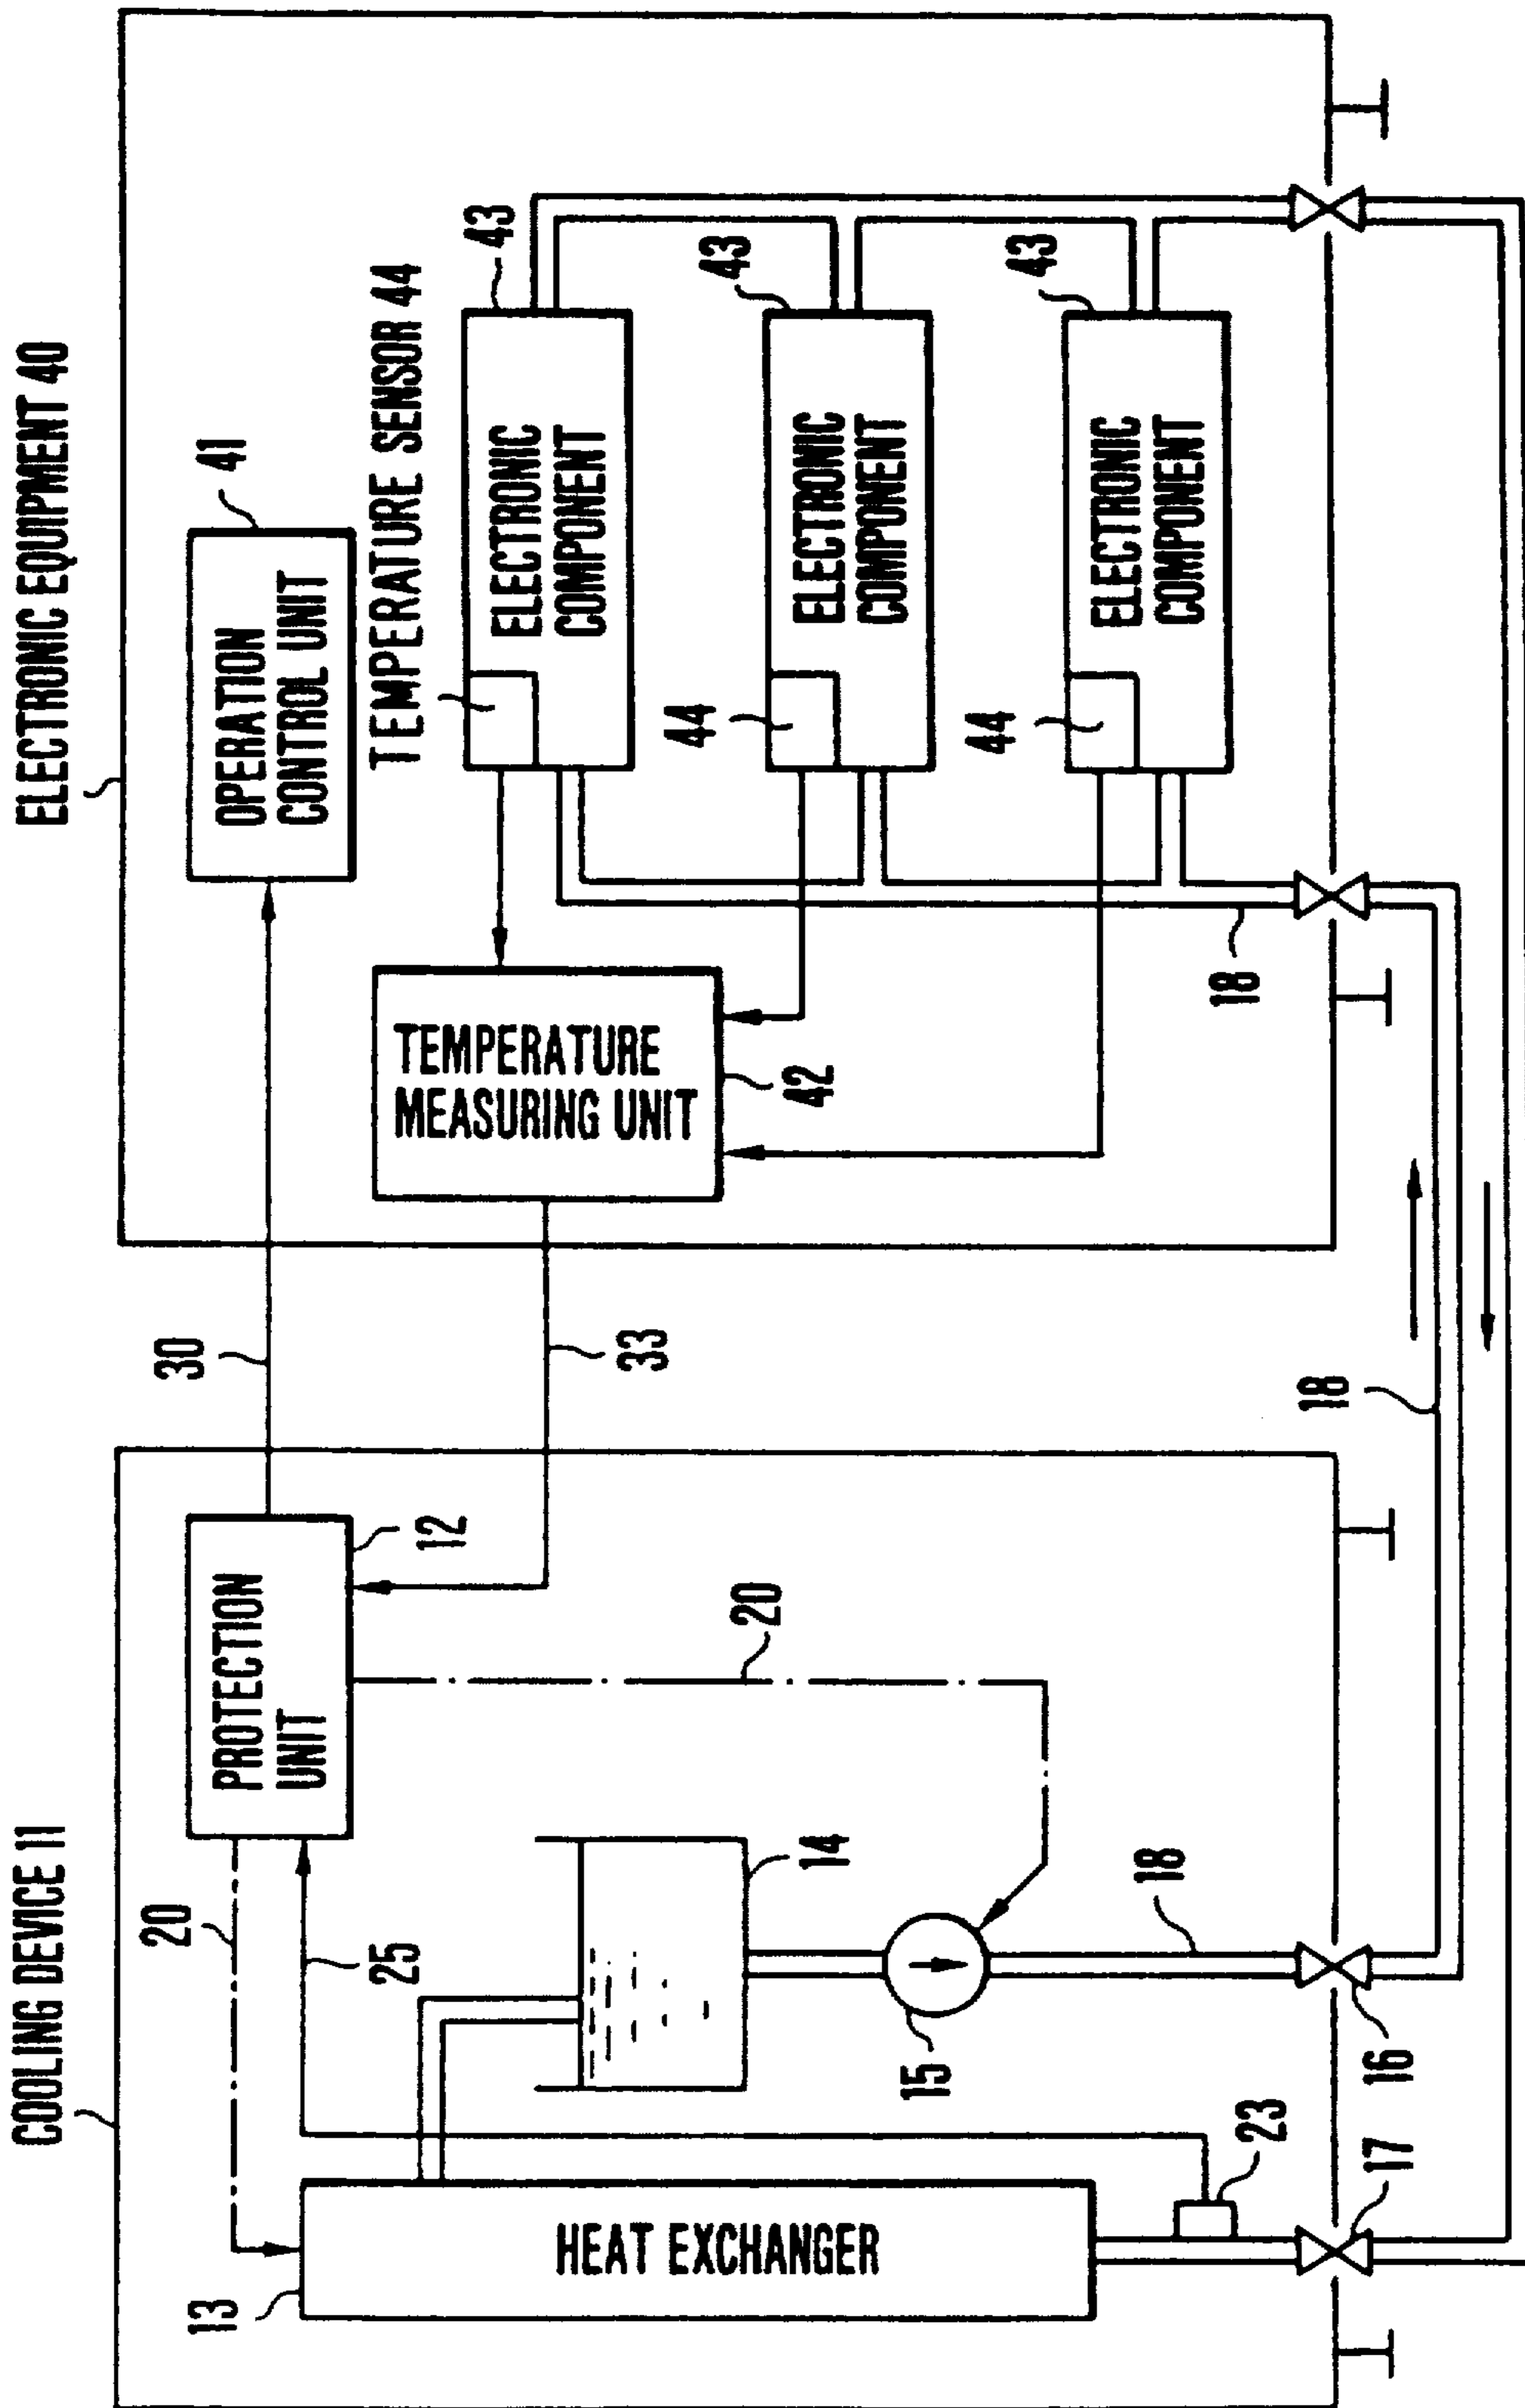 COOLING DEVICE 11
ELECTRONIC EQUIPMENT 40
20
PROTECTION
UNIT
12
30
OPERATION
CONTROL UNIT
41
25
33
TEMPERATURE
MEASURING UNIT
42
TEMPERATURE SENSOR 44
43
ELECTRONIC
COMPONENT
13
HEAT EXCHANGER
14
20
44
43
ELECTRONIC
COMPONENT
15
44
43
ELECTRONIC
COMPONENT
23
18
18
17
16
18